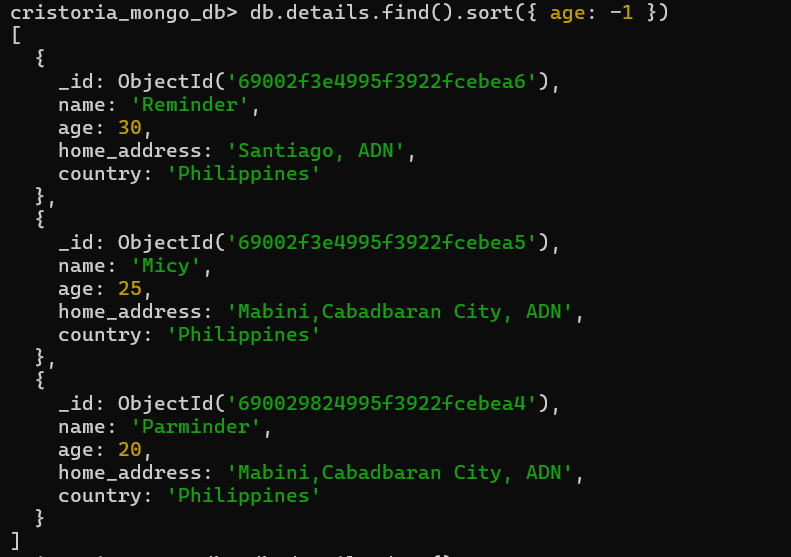 cristoria_mongo_db> db.details.find().sort({ age: -1 })
[
  {
    _id: ObjectId('69002f3e4995f3922fcebea6'),
    name: 'Reminder',
    age: 30,
    home_address: 'Santiago, ADN',
    country: 'Philippines'
  },
  {
    _id: ObjectId('69002f3e4995f3922fcebea5'),
    name: 'Micy',
    age: 25,
    home_address: 'Mabini,Cabadbaran City, ADN',
    country: 'Philippines'
  },
  {
    _id: ObjectId('690029824995f3922fcebea4'),
    name: 'Parminder',
    age: 20,
    home_address: 'Mabini,Cabadbaran City, ADN',
    country: 'Philippines'
  }
]